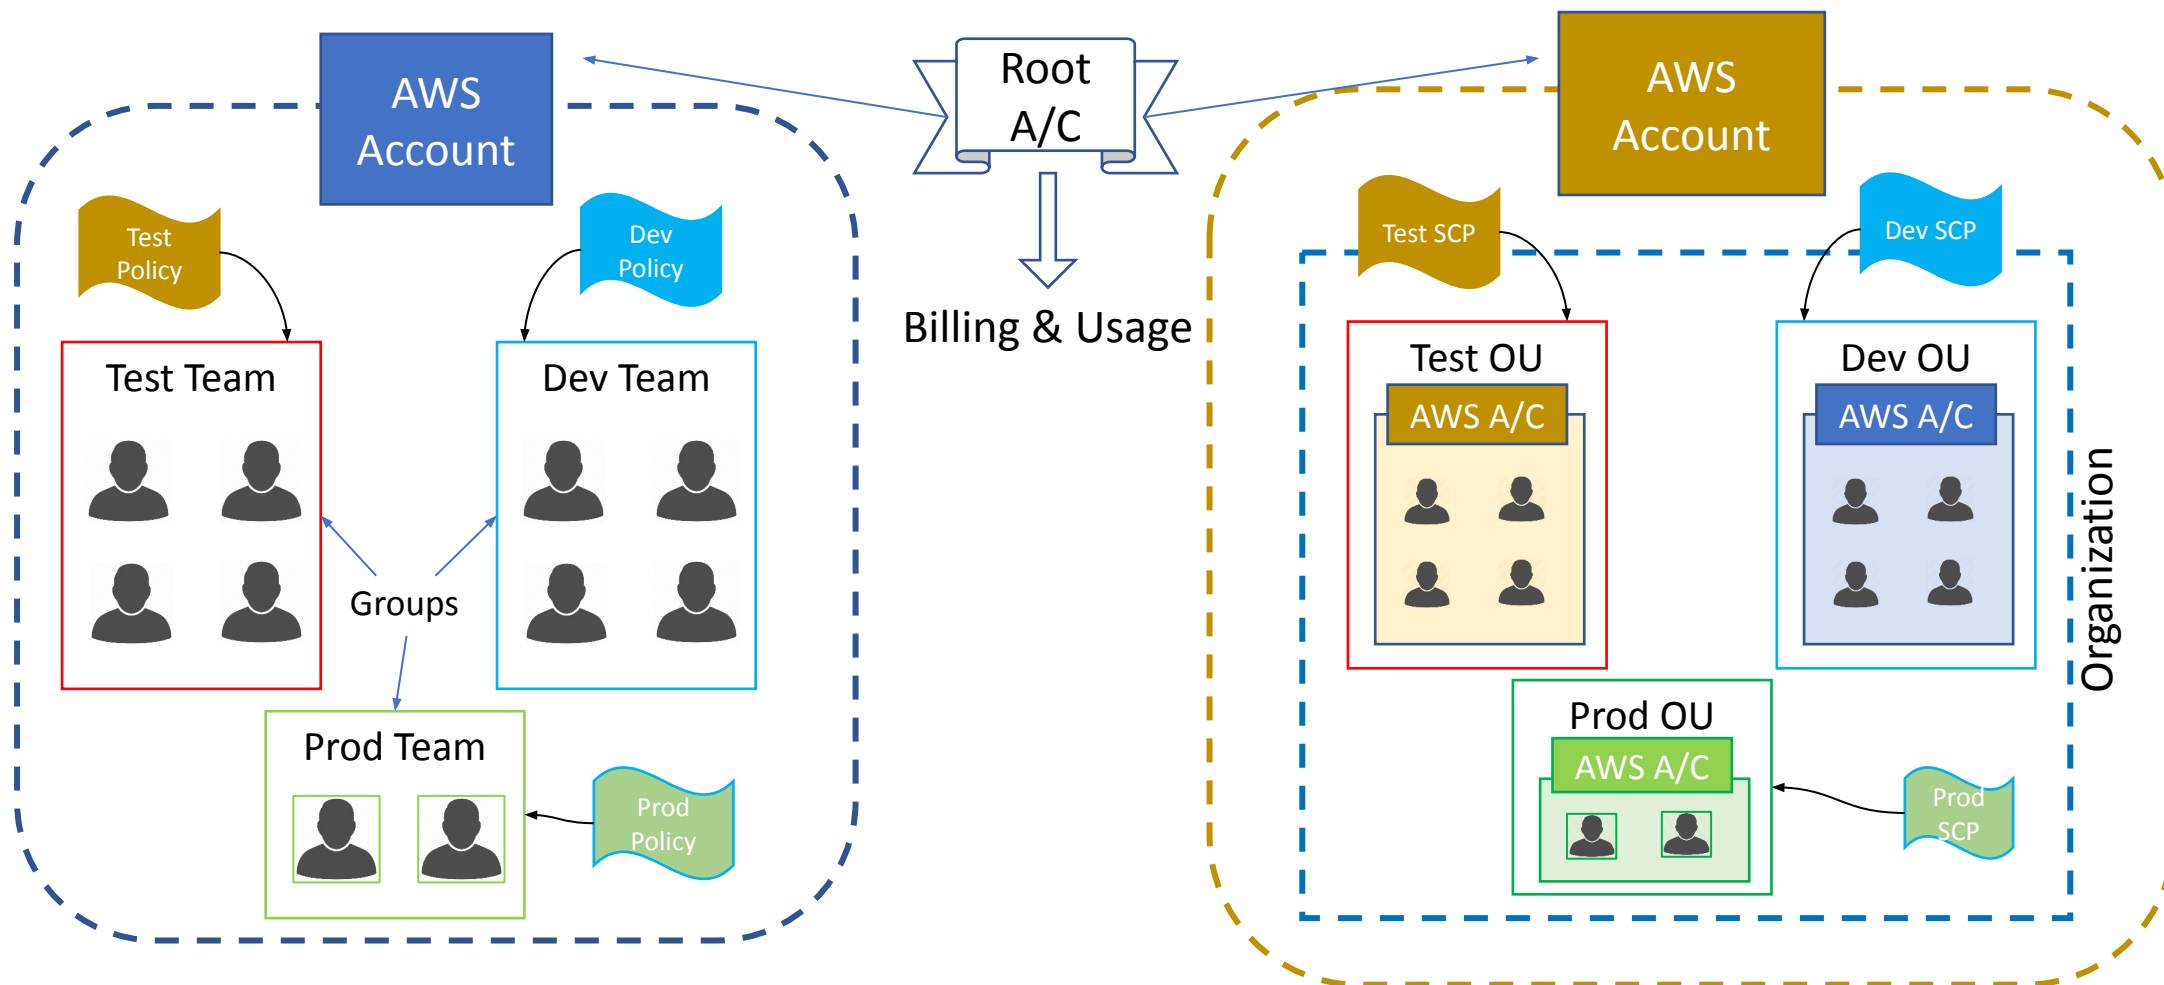 AWS
Account
Root
A/C
AWS
Account
Test
Policy
Dev
Policy
Test SCP
Dev SCP
Billing & Usage
Test Team
Dev Team
Test OU
AWS A/C
Dev OU
AWS A/C
Groups
Organization
Prod Team
Prod
Policy
Prod OU
AWS A/C
Prod
SCP